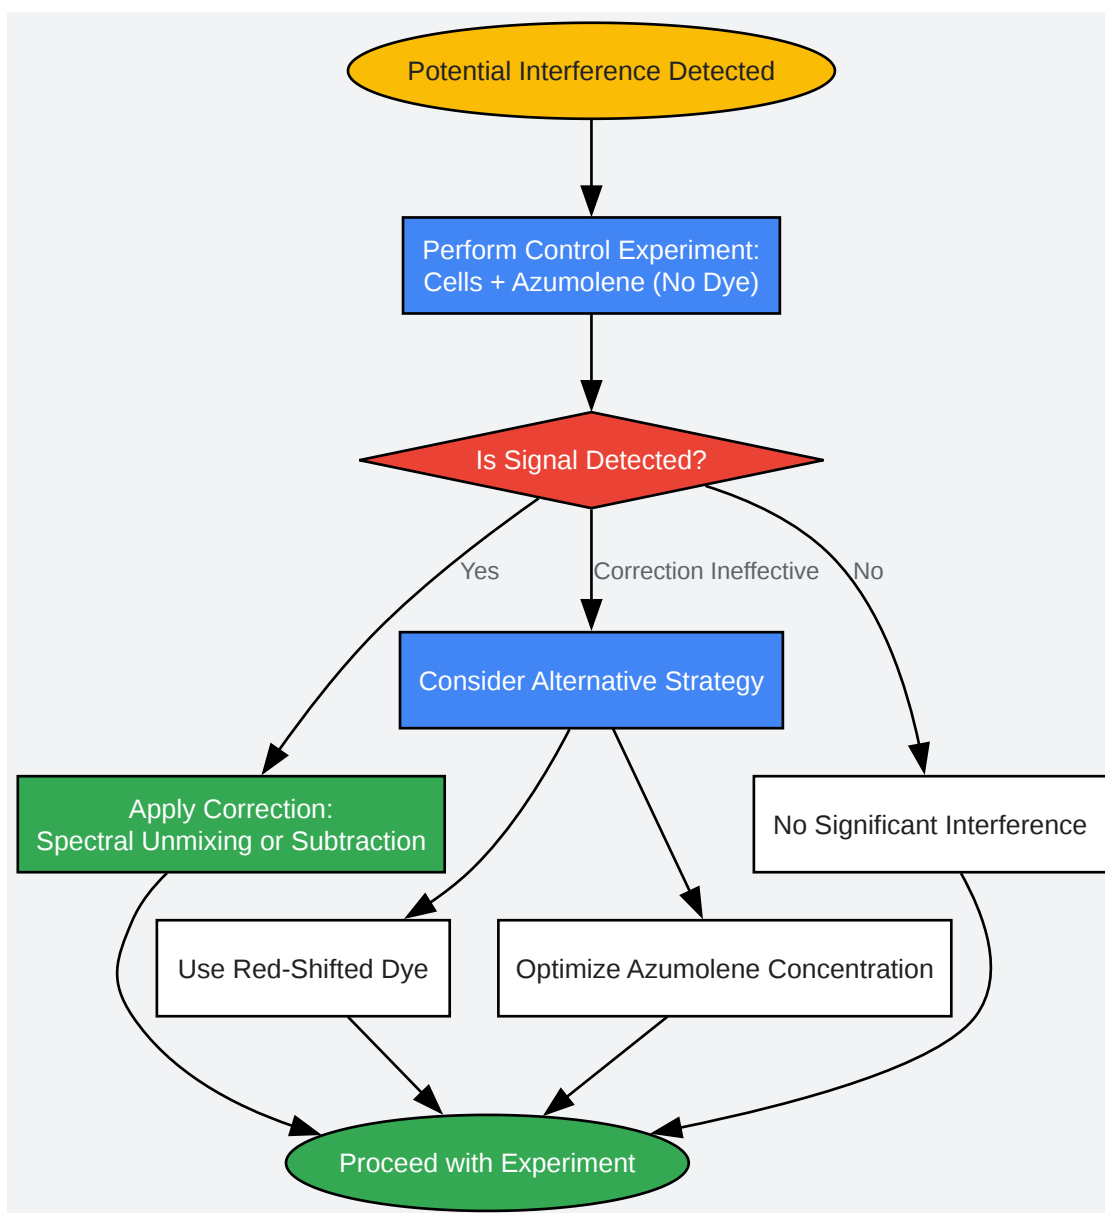 Potential Interference Detected
Perform Control Experiment:
Cells + Azumolene (No Dye)
Is Signal Detected?
Yes
Correction Ineffective
No
Consider Alternative Strategy
Apply Correction:
Spectral Unmixing or Subtraction
No Significant Interference
Use Red-Shifted Dye
Optimize Azumolene Concentration
Proceed with Experiment